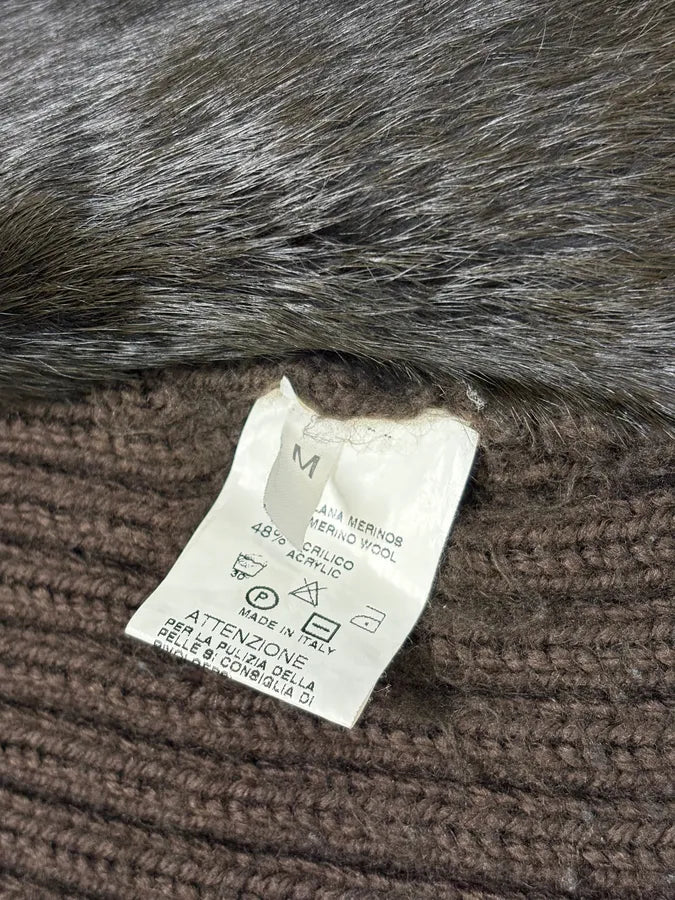 M
LANA MERINOS
MERINO WOOL
48%
ACRYLIC
30
P
MADE IN ITALY
ATTENZIONE
PER LA PULIZIA DELLA
PELLE SI CONSIGLIA DI